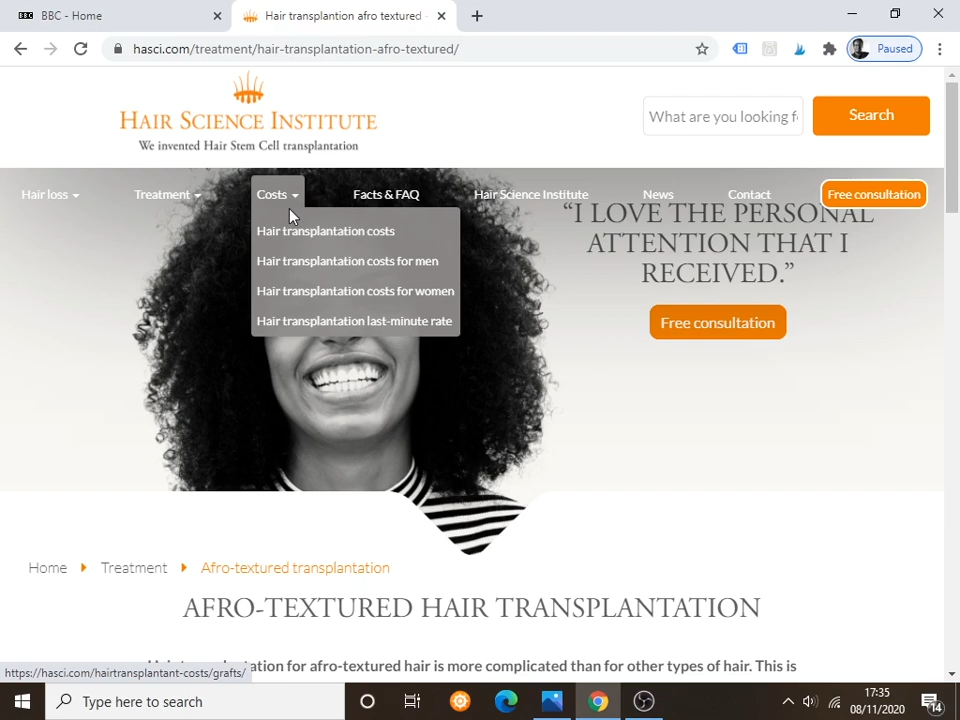 BBC - Home
Hair transplantion afro textured -
hasci.com/treatment/hair-transplantation-afro-textured/
Paused
HAIR SCIENCE INSTITUTE
We invented Hair Stem Cell transplantation
What are you looking f
Search
Hair loss
Treatment
Costs
Facts & FAQ
Hair Science Institute
News
Contact
Free consultation
Hair transplantation costs
Hair transplantation costs for men
Hair transplantation costs for women
Hair transplantation last-minute rate
“I LOVE THE PERSONAL
ATTENTION THAT I
RECEIVED.”
Free consultation
Home
Treatment
Afro-textured transplantation
AFRO-TEXTURED HAIR TRANSPLANTATION
Hair transplantation for afro-textured hair is more complicated than for other types of hair. This is
https://hasci.com/hairtransplantant-costs/grafts/
Type here to search
17:35
08/11/2020
14